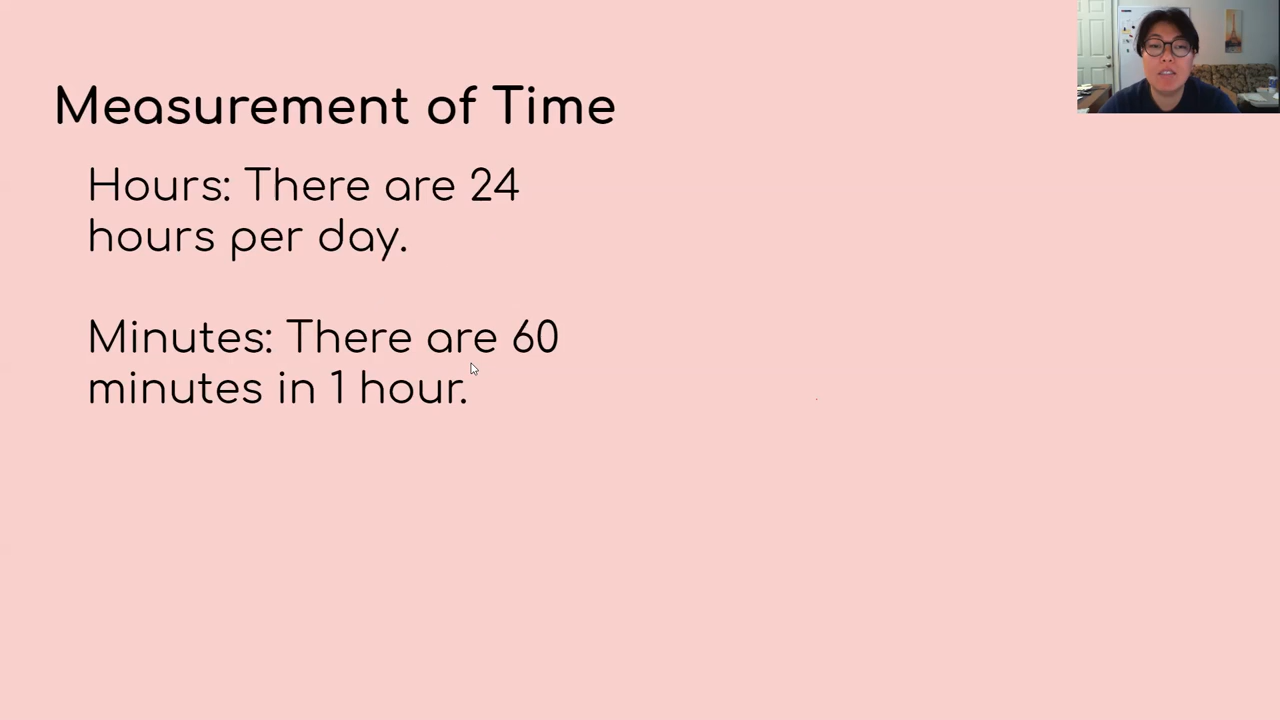 Measurement of Time
Hours: There are 24
hours per day.
Minutes: There are 60
minutes in 1 hour.